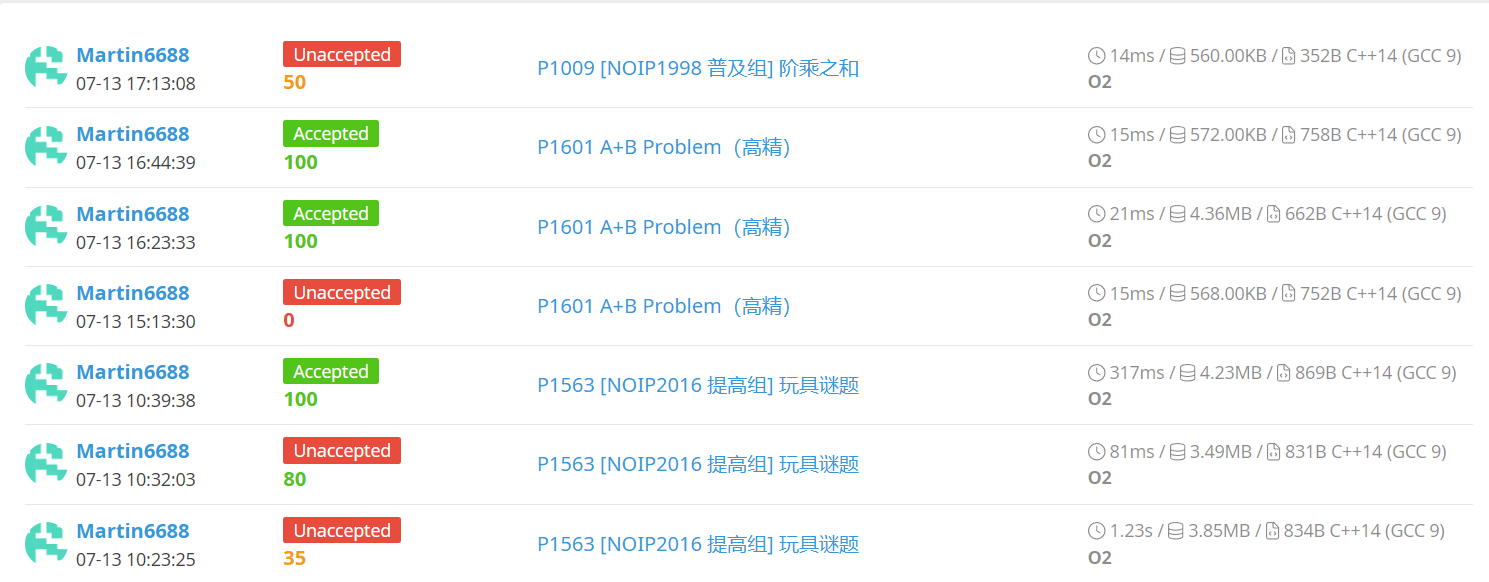 Martin6688 Unaccepted P1009 [NOIP1998 普及组] 阶乘之和 14ms / 560.00KB / 352B C++14 (GCC 9)
07-13 17:13:08 50 O2
Martin6688 Accepted P1601 A+B Problem（高精） 15ms / 572.00KB / 758B C++14 (GCC 9)
07-13 16:44:39 100 O2
Martin6688 Accepted P1601 A+B Problem（高精） 21ms / 4.36MB / 662B C++14 (GCC 9)
07-13 16:23:33 100 O2
Martin6688 Unaccepted P1601 A+B Problem（高精） 15ms / 568.00KB / 752B C++14 (GCC 9)
07-13 15:13:30 0 O2
Martin6688 Accepted P1563 [NOIP2016 提高组] 玩具谜题 317ms / 4.23MB / 869B C++14 (GCC 9)
07-13 10:39:38 100 O2
Martin6688 Unaccepted P1563 [NOIP2016 提高组] 玩具谜题 81ms / 3.49MB / 831B C++14 (GCC 9)
07-13 10:32:03 80 O2
Martin6688 Unaccepted P1563 [NOIP2016 提高组] 玩具谜题 1.23s / 3.85MB / 834B C++14 (GCC 9)
07-13 10:23:25 35 O2